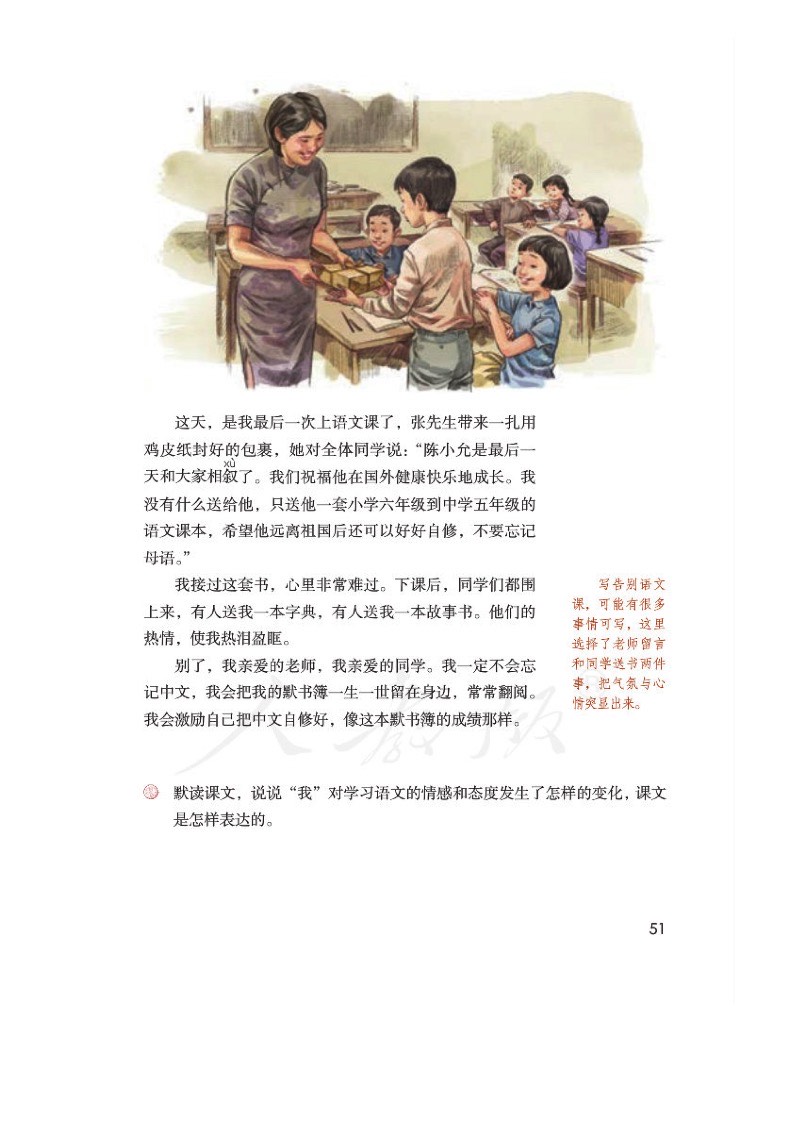 这天，是我最后一次上语文课了，张先生带来一扎用
鸡皮纸封好的包裹，她对全体同学说：“陈小允是最后一
xù
天和大家相叙了。我们祝福他在国外健康快乐地成长。我
没有什么送给他，只送他一套小学六年级到中学五年级的
语文课本，希望他远离祖国后还可以好好自修，不要忘记
母语。”
我接过这套书，心里非常难过。下课后，同学们都围
上来，有人送我一本字典，有人送我一本故事书。他们的
热情，使我热泪盈眶。
别了，我亲爱的老师，我亲爱的同学。我一定不会忘
记中文，我会把我的默书簿一生一世留在身边，常常翻阅。
我会激励自己把中文自修好，像这本默书簿的成绩那样。
写告别语文
课，可能有很多
事情可写，这里
选择了老师留言
和同学送书两件
事，把气氛与心
情突显出来。
人教版
默读课文，说说“我”对学习语文的情感和态度发生了怎样的变化，课文
是怎样表达的。
51